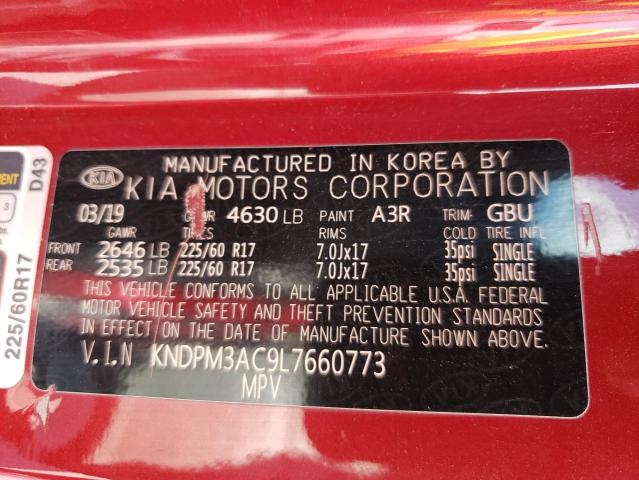 MANUFACTURED IN KOREA BY
KIA KIA MOTORS CORPORATION
03/19 GVWR 4630 LB PAINT A3R TRIM: GBU
GAWR TIRES RIMS COLD TIRE INFL
FRONT 2646 LB 225/60 R17 7.0Jx17 35psi SINGLE
REAR 2535 LB 225/60 R17 7.0Jx17 35psi SINGLE
THIS VEHICLE CONFORMS TO ALL APPLICABLE U.S.A. FEDERAL
MOTOR VEHICLE SAFETY AND THEFT PREVENTION STANDARDS
IN EFFECT ON THE DATE OF MANUFACTURE SHOWN ABOVE.
V.I.N KNDPM3AC9L7660773
MPV
D43
3
225/60R17